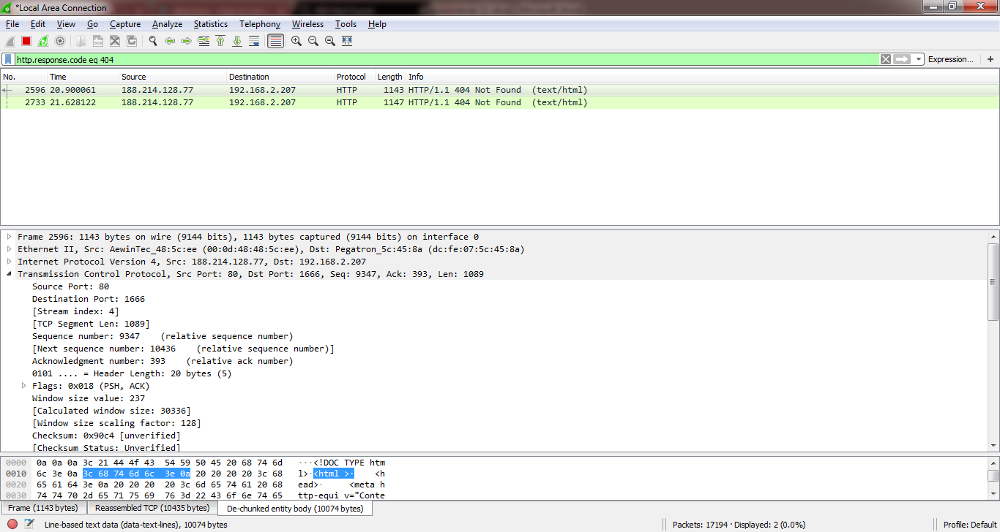 *Local Area Connection
File Edit View Go Capture Analyze Statistics Telephony Wireless Tools Help
http.response.code eq 404 Expression... +
No. Time Source Destination Protocol Length Info
2596 20.900061 188.214.128.77 192.168.2.207 HTTP 1143 HTTP/1.1 404 Not Found (text/html)
2733 21.628122 188.214.128.77 192.168.2.207 HTTP 1147 HTTP/1.1 404 Not Found (text/html)
Frame 2596: 1143 bytes on wire (9144 bits), 1143 bytes captured (9144 bits) on interface 0
Ethernet II, Src: AewinTec_48:5c:ee (00:0d:48:48:5c:ee), Dst: Pegatron_5c:45:8a (dc:fe:07:5c:45:8a)
Internet Protocol Version 4, Src: 188.214.128.77, Dst: 192.168.2.207
Transmission Control Protocol, Src Port: 80, Dst Port: 1666, Seq: 9347, Ack: 393, Len: 1089
Source Port: 80
Destination Port: 1666
[Stream index: 4]
[TCP Segment Len: 1089]
Sequence number: 9347 (relative sequence number)
[Next sequence number: 10436 (relative sequence number)]
Acknowledgment number: 393 (relative ack number)
0101 .... = Header Length: 20 bytes (5)
Flags: 0x018 (PSH, ACK)
Window size value: 237
[Calculated window size: 30336]
[Window size scaling factor: 128]
Checksum: 0x90c4 [unverified]
[Checksum Status: Unverified]
0000 0a 0a 0a 3c 21 44 4f 43 54 59 50 45 20 68 74 6d ···<!DOC TYPE htm
0010 6c 3e 0a 3c 68 74 6d 6c 3e 0a 20 20 20 20 3c 68 l>·<html >· <h
0020 65 61 64 3e 0a 20 20 20 20 3c 6d 65 74 61 20 68 ead>· <meta h
0030 74 74 70 2d 65 71 75 69 76 3d 22 43 6f 6e 74 65 ttp-equi v="Conte
Frame (1143 bytes) Reassembled TCP (10435 bytes) De-chunked entity body (10074 bytes)
Line-based text data (data-text-lines), 10074 bytes Packets: 17194 · Displayed: 2 (0.0%) Profile: Default